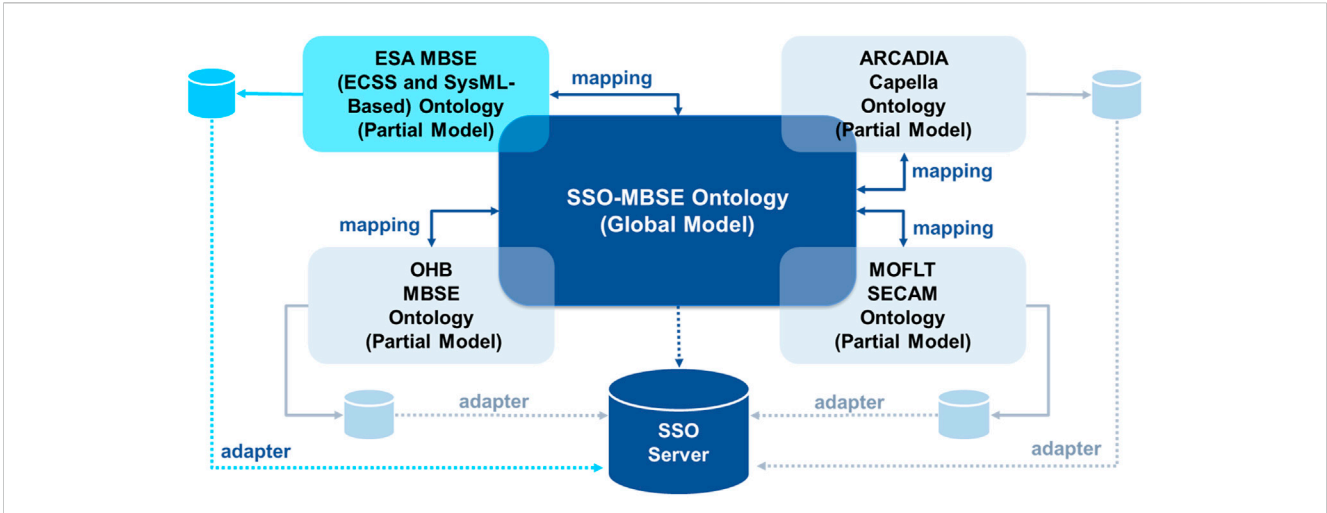 ESA MBSE
(ECSS and SysML-
Based) Ontology
(Partial Model)
mapping
ARCADIA
Capella
Ontology
(Partial Model)
mapping
SSO-MBSE Ontology
(Global Model)
mapping
mapping
OHB
MBSE
Ontology
(Partial Model)
MOFLT
SECAM
Ontology
(Partial Model)
adapter
adapter
SSO
Server
adapter
adapter